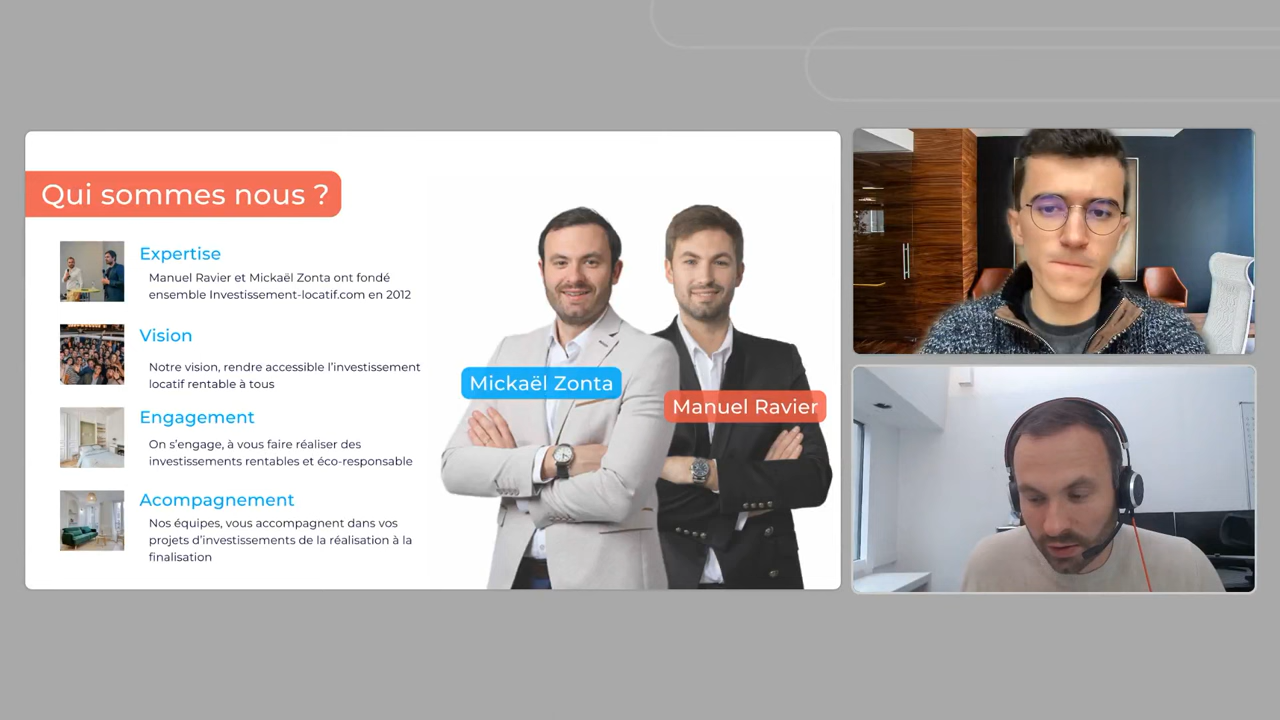 Qui sommes nous ?
Expertise
Manuel Ravier et Mickaël Zonta ont fondé
ensemble Investissement-locatif.com en 2012
Vision
Notre vision, rendre accessible l'investissement
locatif rentable à tous
Engagement
On s'engage, à vous faire réaliser des
investissements rentables et éco-responsable
Acompagnement
Nos équipes, vous accompagnent dans vos
projets d'investissements de la réalisation à la
finalisation
Mickaël Zonta
Manuel Ravier